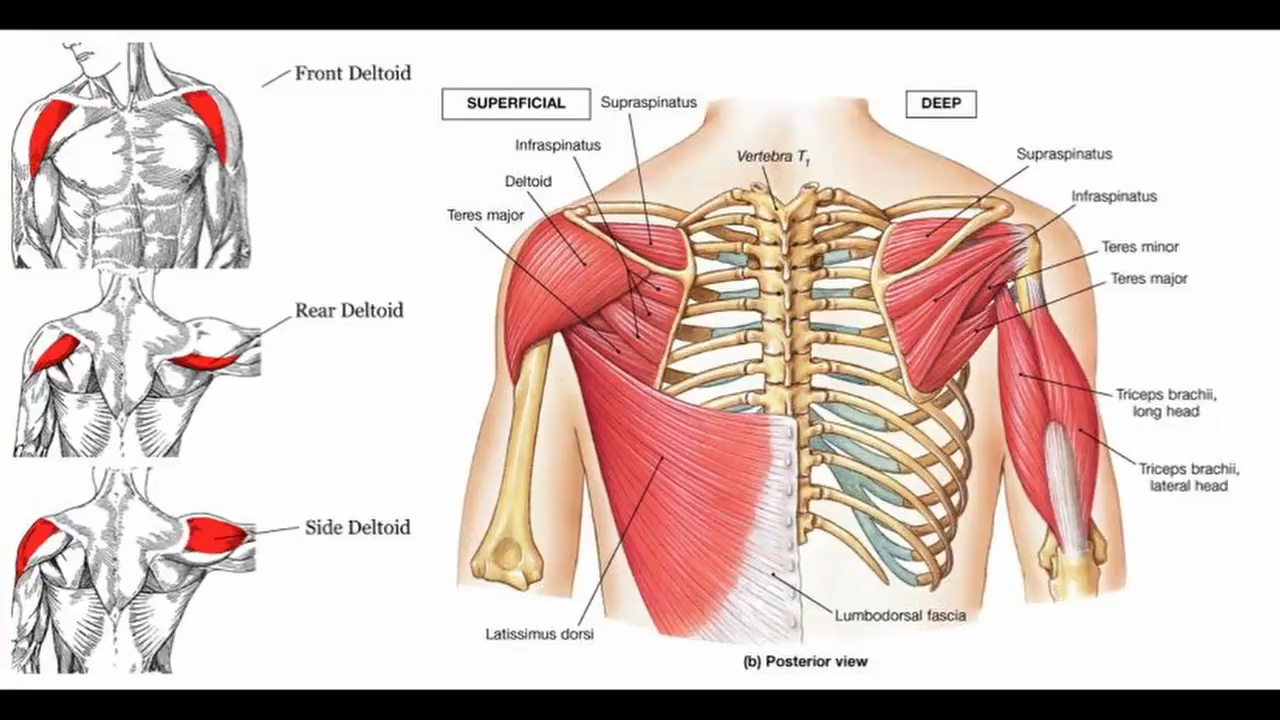 Front Deltoid
Rear Deltoid
Side Deltoid
SUPERFICIAL
Supraspinatus
Infraspinatus
Deltoid
Teres major
Vertebra T1
DEEP
Supraspinatus
Infraspinatus
Teres minor
Teres major
Triceps brachii,
long head
Triceps brachii,
lateral head
Lumbodorsal fascia
Latissimus dorsi
(b) Posterior view